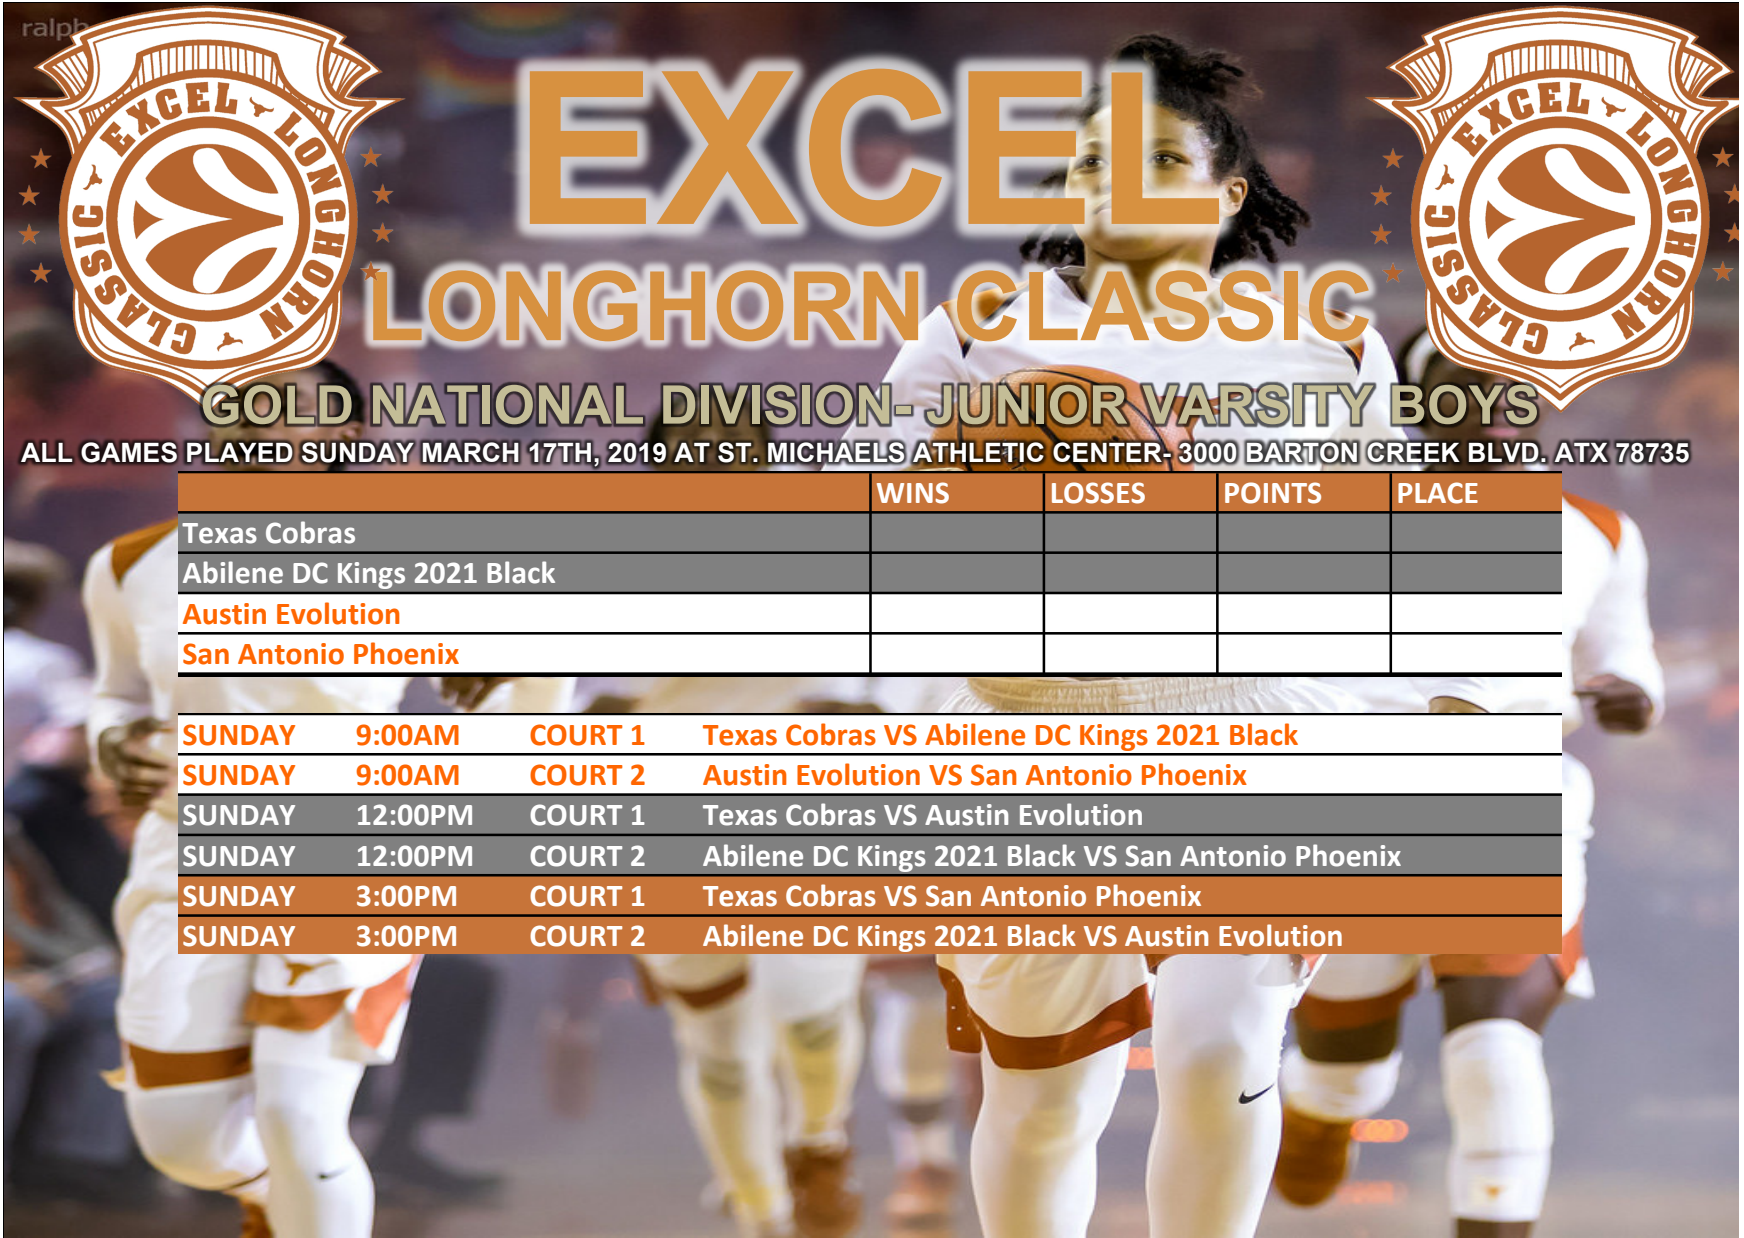 ralph
EXCEL LONGHORN CLASSIC
EXCEL LONGHORN CLASSIC
EXCEL
LONGHORN CLASSIC
GOLD NATIONAL DIVISION- JUNIOR VARSITY BOYS
ALL GAMES PLAYED SUNDAY MARCH 17TH, 2019 AT ST. MICHAELS ATHLETIC CENTER- 3000 BARTON CREEK BLVD. ATX 78735
WINS LOSSES POINTS PLACE
Texas Cobras
Abilene DC Kings 2021 Black
Austin Evolution
San Antonio Phoenix
SUNDAY 9:00AM COURT 1 Texas Cobras VS Abilene DC Kings 2021 Black
SUNDAY 9:00AM COURT 2 Austin Evolution VS San Antonio Phoenix
SUNDAY 12:00PM COURT 1 Texas Cobras VS Austin Evolution
SUNDAY 12:00PM COURT 2 Abilene DC Kings 2021 Black VS San Antonio Phoenix
SUNDAY 3:00PM COURT 1 Texas Cobras VS San Antonio Phoenix
SUNDAY 3:00PM COURT 2 Abilene DC Kings 2021 Black VS Austin Evolution